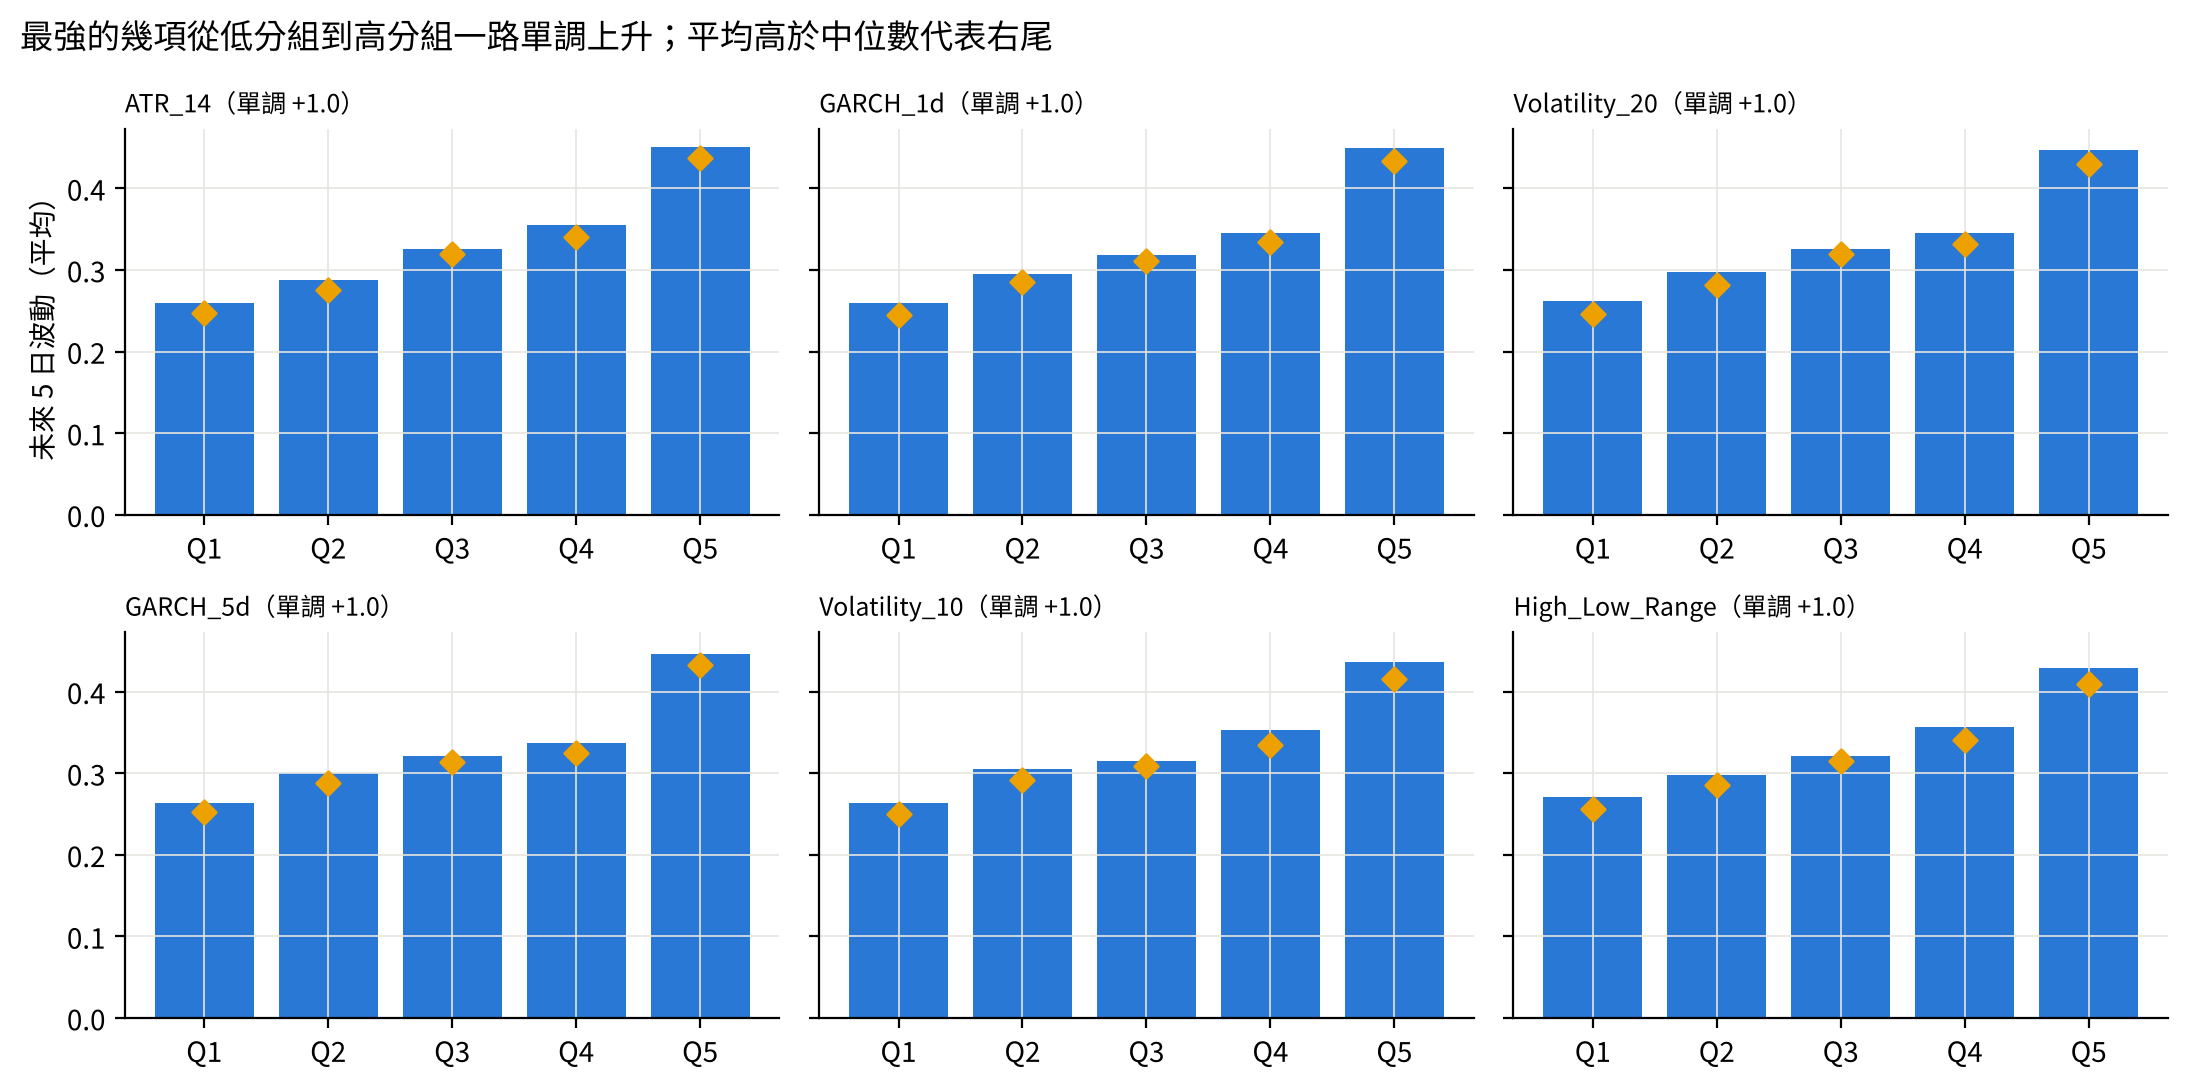 最強的幾項從低分組到高分組一路單調上升；平均高於中位數代表右尾
ATR_14（單調 +1.0）
GARCH_1d（單調 +1.0）
Volatility_20（單調 +1.0）
未來 5 日波動（平均）
0.4
0.3
0.2
0.1
0.0
Q1 Q2 Q3 Q4 Q5
Q1 Q2 Q3 Q4 Q5
Q1 Q2 Q3 Q4 Q5
GARCH_5d（單調 +1.0）
Volatility_10（單調 +1.0）
High_Low_Range（單調 +1.0）
0.4
0.3
0.2
0.1
0.0
Q1 Q2 Q3 Q4 Q5
Q1 Q2 Q3 Q4 Q5
Q1 Q2 Q3 Q4 Q5